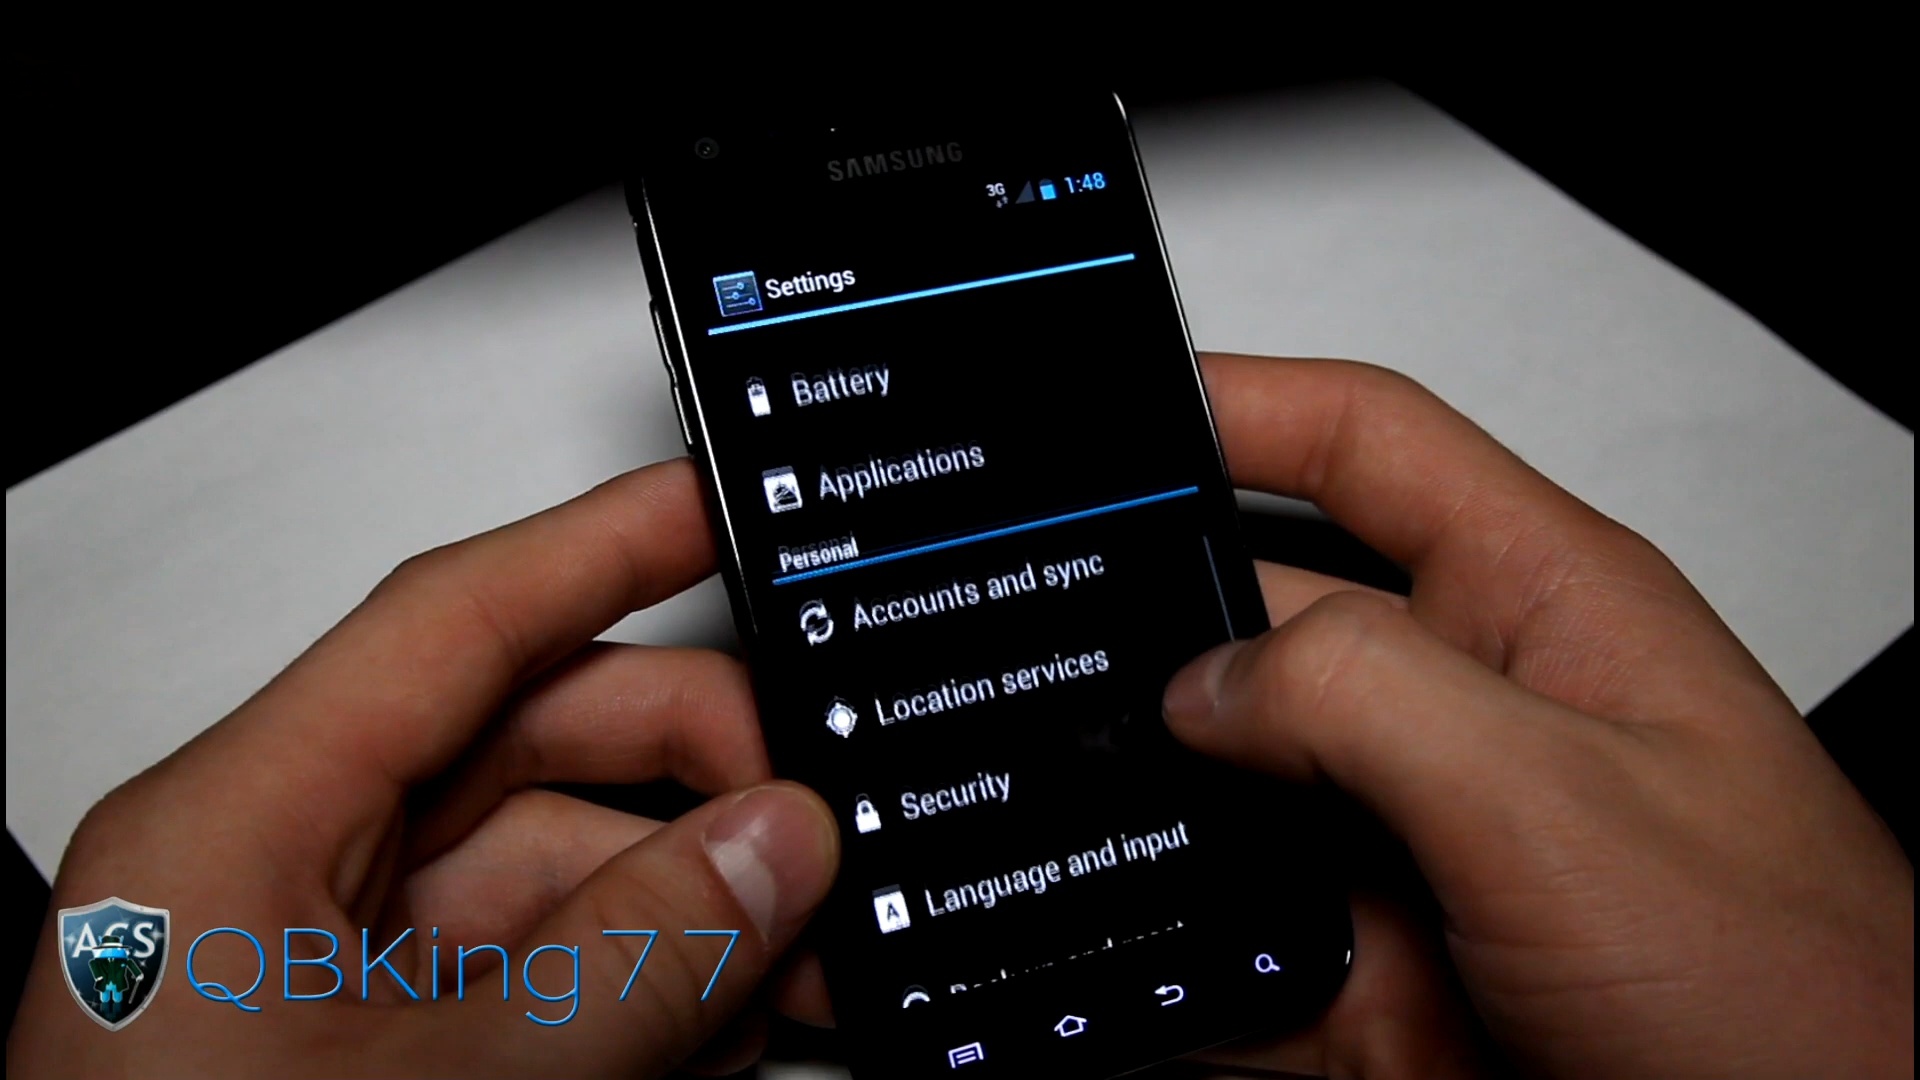 SAMSUNG
3G 1:48
Settings
Battery
Applications
Personal
Accounts and sync
Location services
Security
Language and input
A
ACS
QBKing77